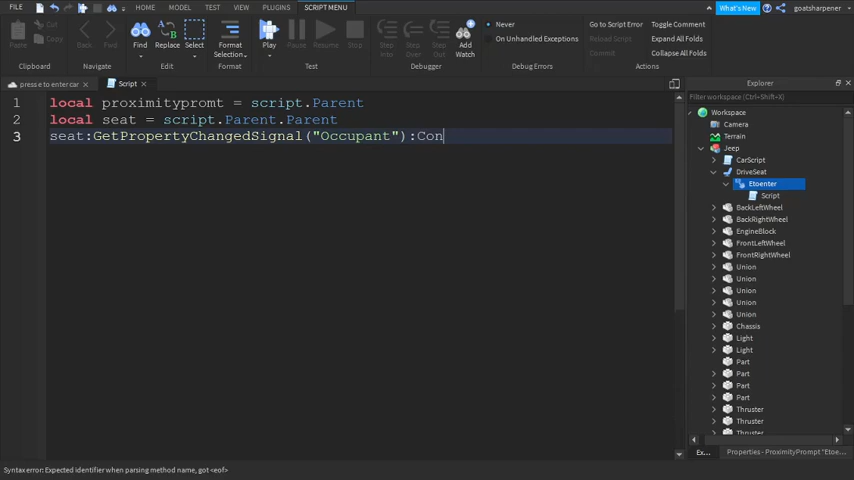 FILE
HOME
MODEL
TEST
VIEW
PLUGINS
SCRIPT MENU
What's New
goatsharpener
Paste
Cut
Copy
Clipboard
Back
Forward
Navigate
Find
Replace
Select
Edit
Format
Selection
Format
Play
Pause
Resume
Stop
Test
Step
Into
Step
Over
Step
Out
Add
Watch
Debugger
Never
On Unhandled Exceptions
Debug Errors
Go to Script Error
Reload Script
Commit
Toggle Comment
Expand All Folds
Collapse All Folds
Actions
press e to enter car
Script
1 local proximitypromt = script.Parent
2 local seat = script.Parent.Parent
3 seat:GetPropertyChangedSignal("Occupant"):Con
Explorer
Filter workspace (Ctrl+Shift+X)
Workspace
Camera
Terrain
Jeep
CarScript
DriveSeat
Etoenter
Script
BackLeftWheel
BackRightWheel
EngineBlock
FrontLeftWheel
FrontRightWheel
Union
Union
Union
Union
Union
Chassis
Light
Light
Part
Part
Part
Part
Thruster
Thruster
Thruster
Ex...
Properties - ProximityPrompt "Etoe...
Syntax error: Expected identifier when parsing method name, got <eof>